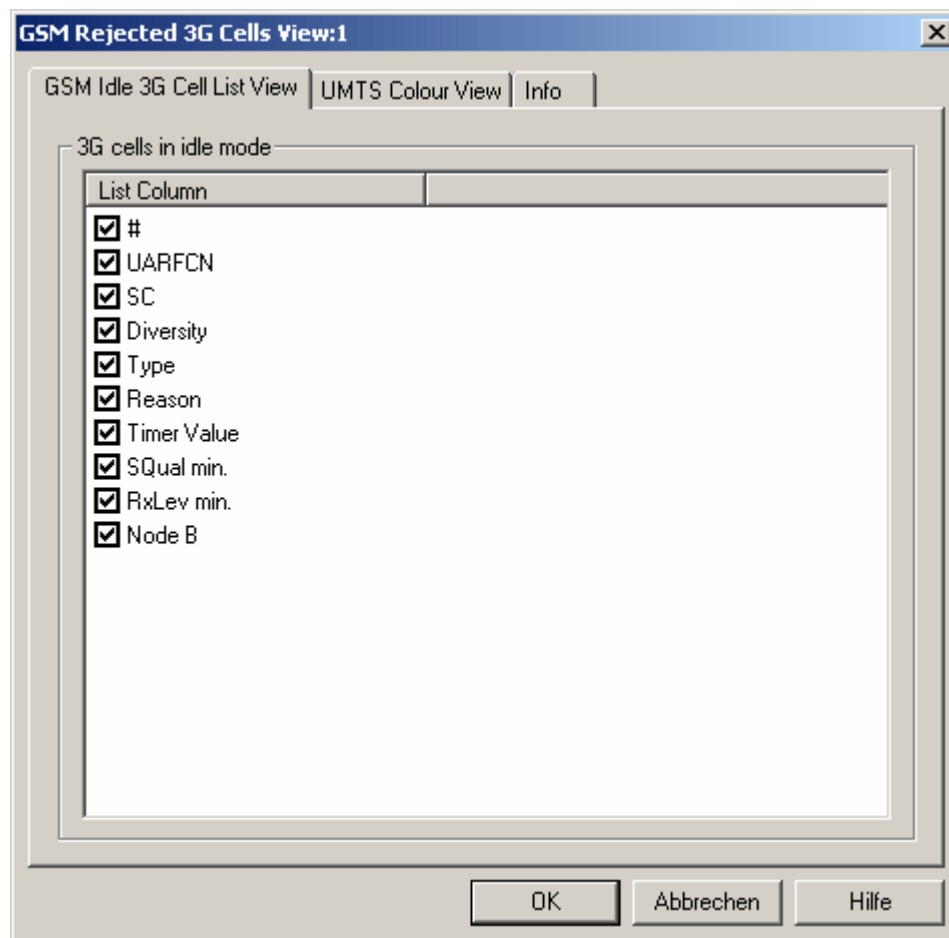 GSM Rejected 3G Cells View:1
GSM Idle 3G Cell List View UMTS Colour View Info
3G cells in idle mode
List Column
#
UARFCN
SC
Diversity
Type
Reason
Timer Value
SQual min.
RxLev min.
Node B
OK Abbrechen Hilfe